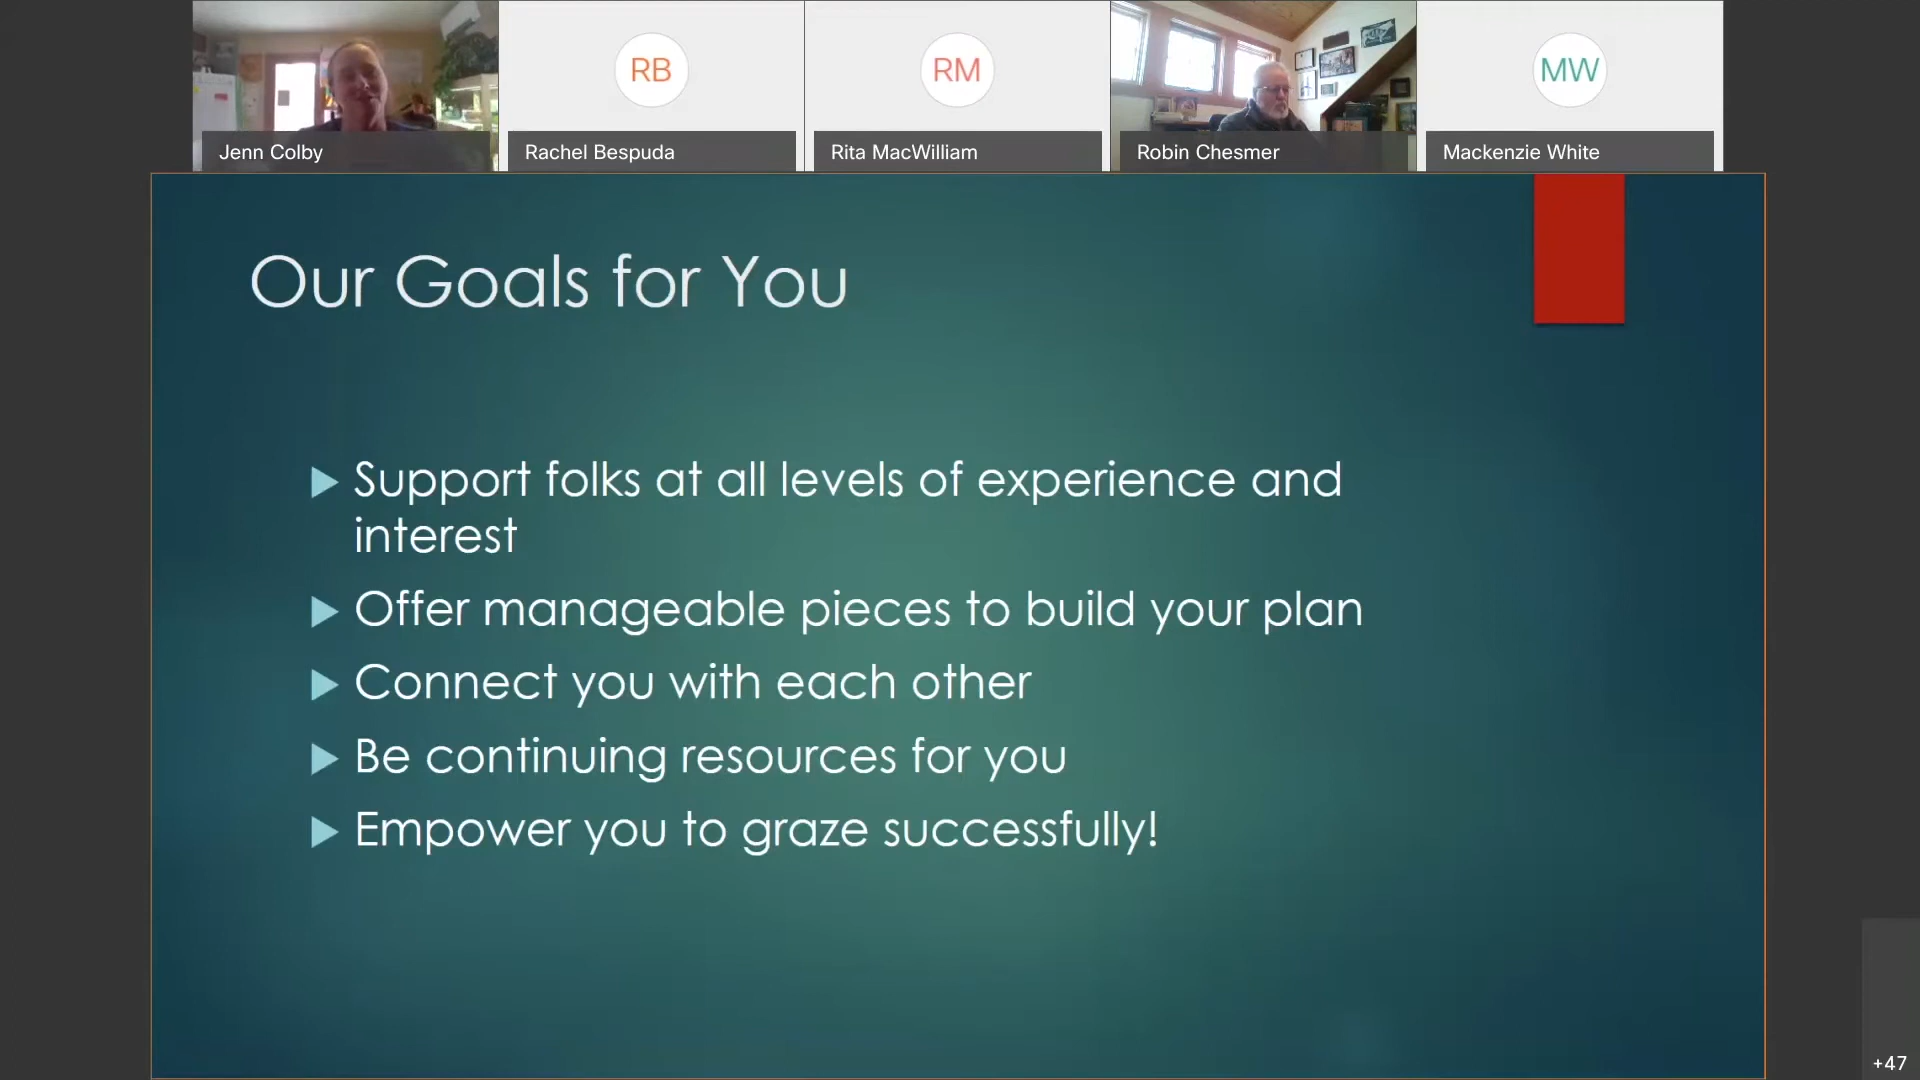 RB
RM
MW
Jenn Colby
Rachel Bespuda
Rita MacWilliam
Robin Chesmer
Mackenzie White
Our Goals for You
Support folks at all levels of experience and
interest
Offer manageable pieces to build your plan
Connect you with each other
Be continuing resources for you
Empower you to graze successfully!
+47